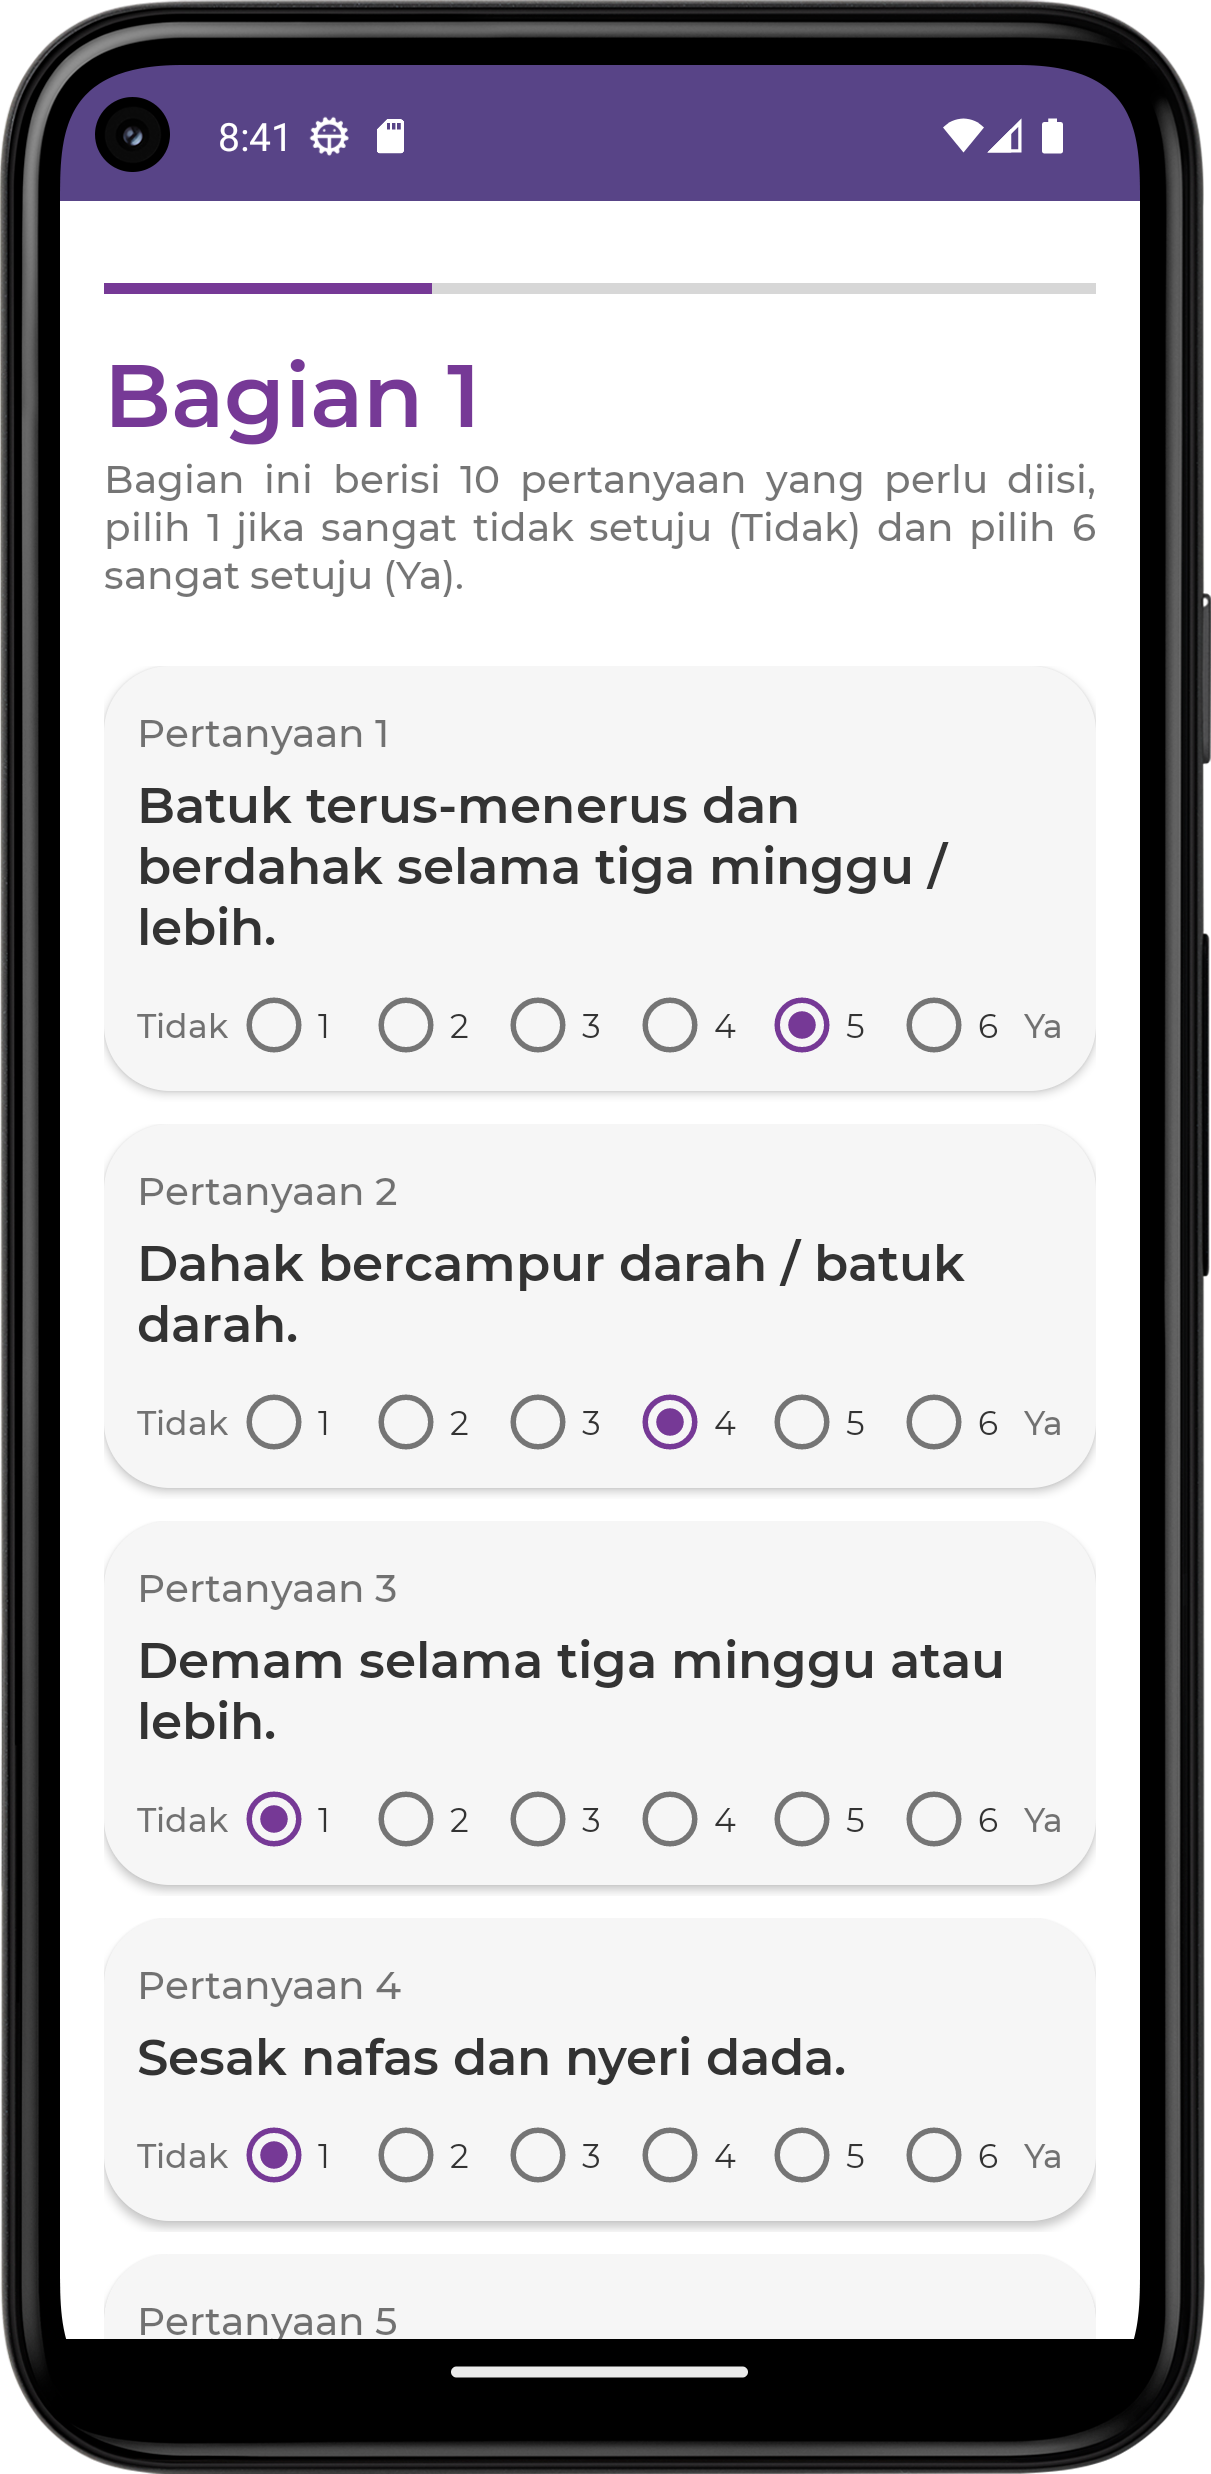 8:41
Bagian 1
Bagian ini berisi 10 pertanyaan yang perlu diisi,
pilih 1 jika sangat tidak setuju (Tidak) dan pilih 6
sangat setuju (Ya).
Pertanyaan 1
Batuk terus-menerus dan
berdahak selama tiga minggu /
lebih.
Tidak 1 2 3 4 5 6 Ya
Pertanyaan 2
Dahak bercampur darah / batuk
darah.
Tidak 1 2 3 4 5 6 Ya
Pertanyaan 3
Demam selama tiga minggu atau
lebih.
Tidak 1 2 3 4 5 6 Ya
Pertanyaan 4
Sesak nafas dan nyeri dada.
Tidak 1 2 3 4 5 6 Ya
Pertanyaan 5